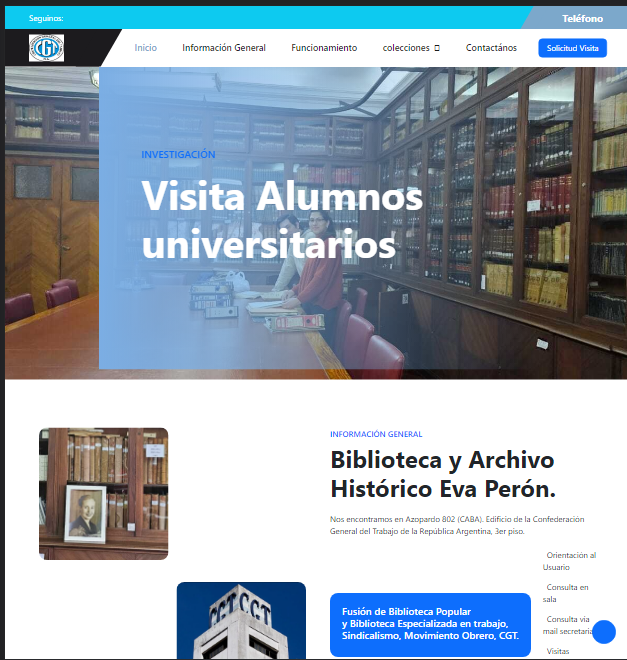 Seguinos:
Teléfono
CGT
Inicio
Información General
Funcionamiento
colecciones
Contactános
Solicitud Visita
INVESTIGACIÓN
Visita Alumnos
universitarios
INFORMACIÓN GENERAL
Biblioteca y Archivo
Histórico Eva Perón.
Nos encontramos en Azopardo 802 (CABA). Edificio de la Confederación
General del Trabajo de la República Argentina, 3er piso.
Orientación al
Usuario
Consulta en
sala
Consulta via
mail secretaria
Visitas
CGT CGT
Fusión de Biblioteca Popular
y Biblioteca Especializada en trabajo,
Sindicalismo, Movimiento Obrero, CGT.